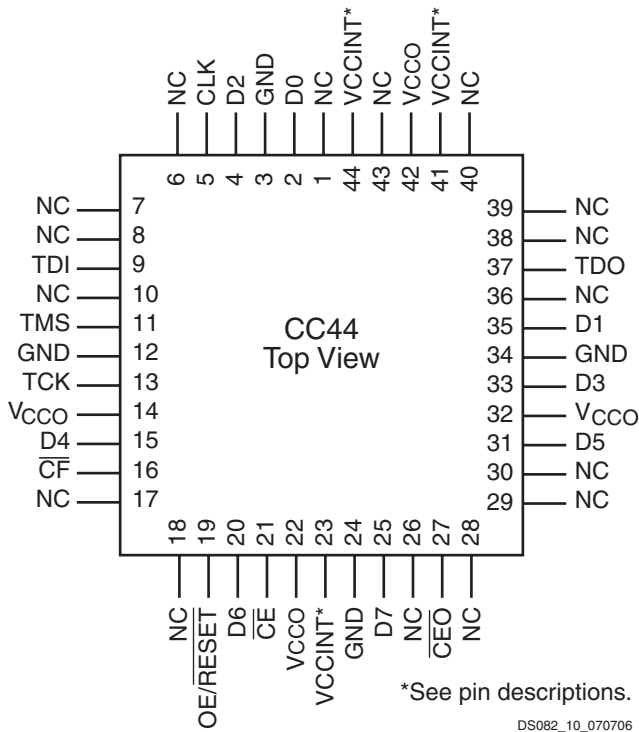 NC CLK D2 GND D0 NC VCCINT* NC VCCO VCCINT* NC
6 5 4 3 2 1 44 43 42 41 40
NC 7
NC 8
TDI 9
NC 10
TMS 11
GND 12
TCK 13
VCCO 14
D4 15
C̅F̅ 16
NC 17
CC44
Top View
39 NC
38 NC
37 TDO
36 NC
35 D1
34 GND
33 D3
32 VCCO
31 D5
30 NC
29 NC
18 19 20 21 22 23 24 25 26 27 28
NC OE/R̅E̅S̅E̅T̅ D6 C̅E̅ VCCO VCCINT* GND D7 NC C̅E̅O̅ NC
*See pin descriptions.
DS082_10_070706